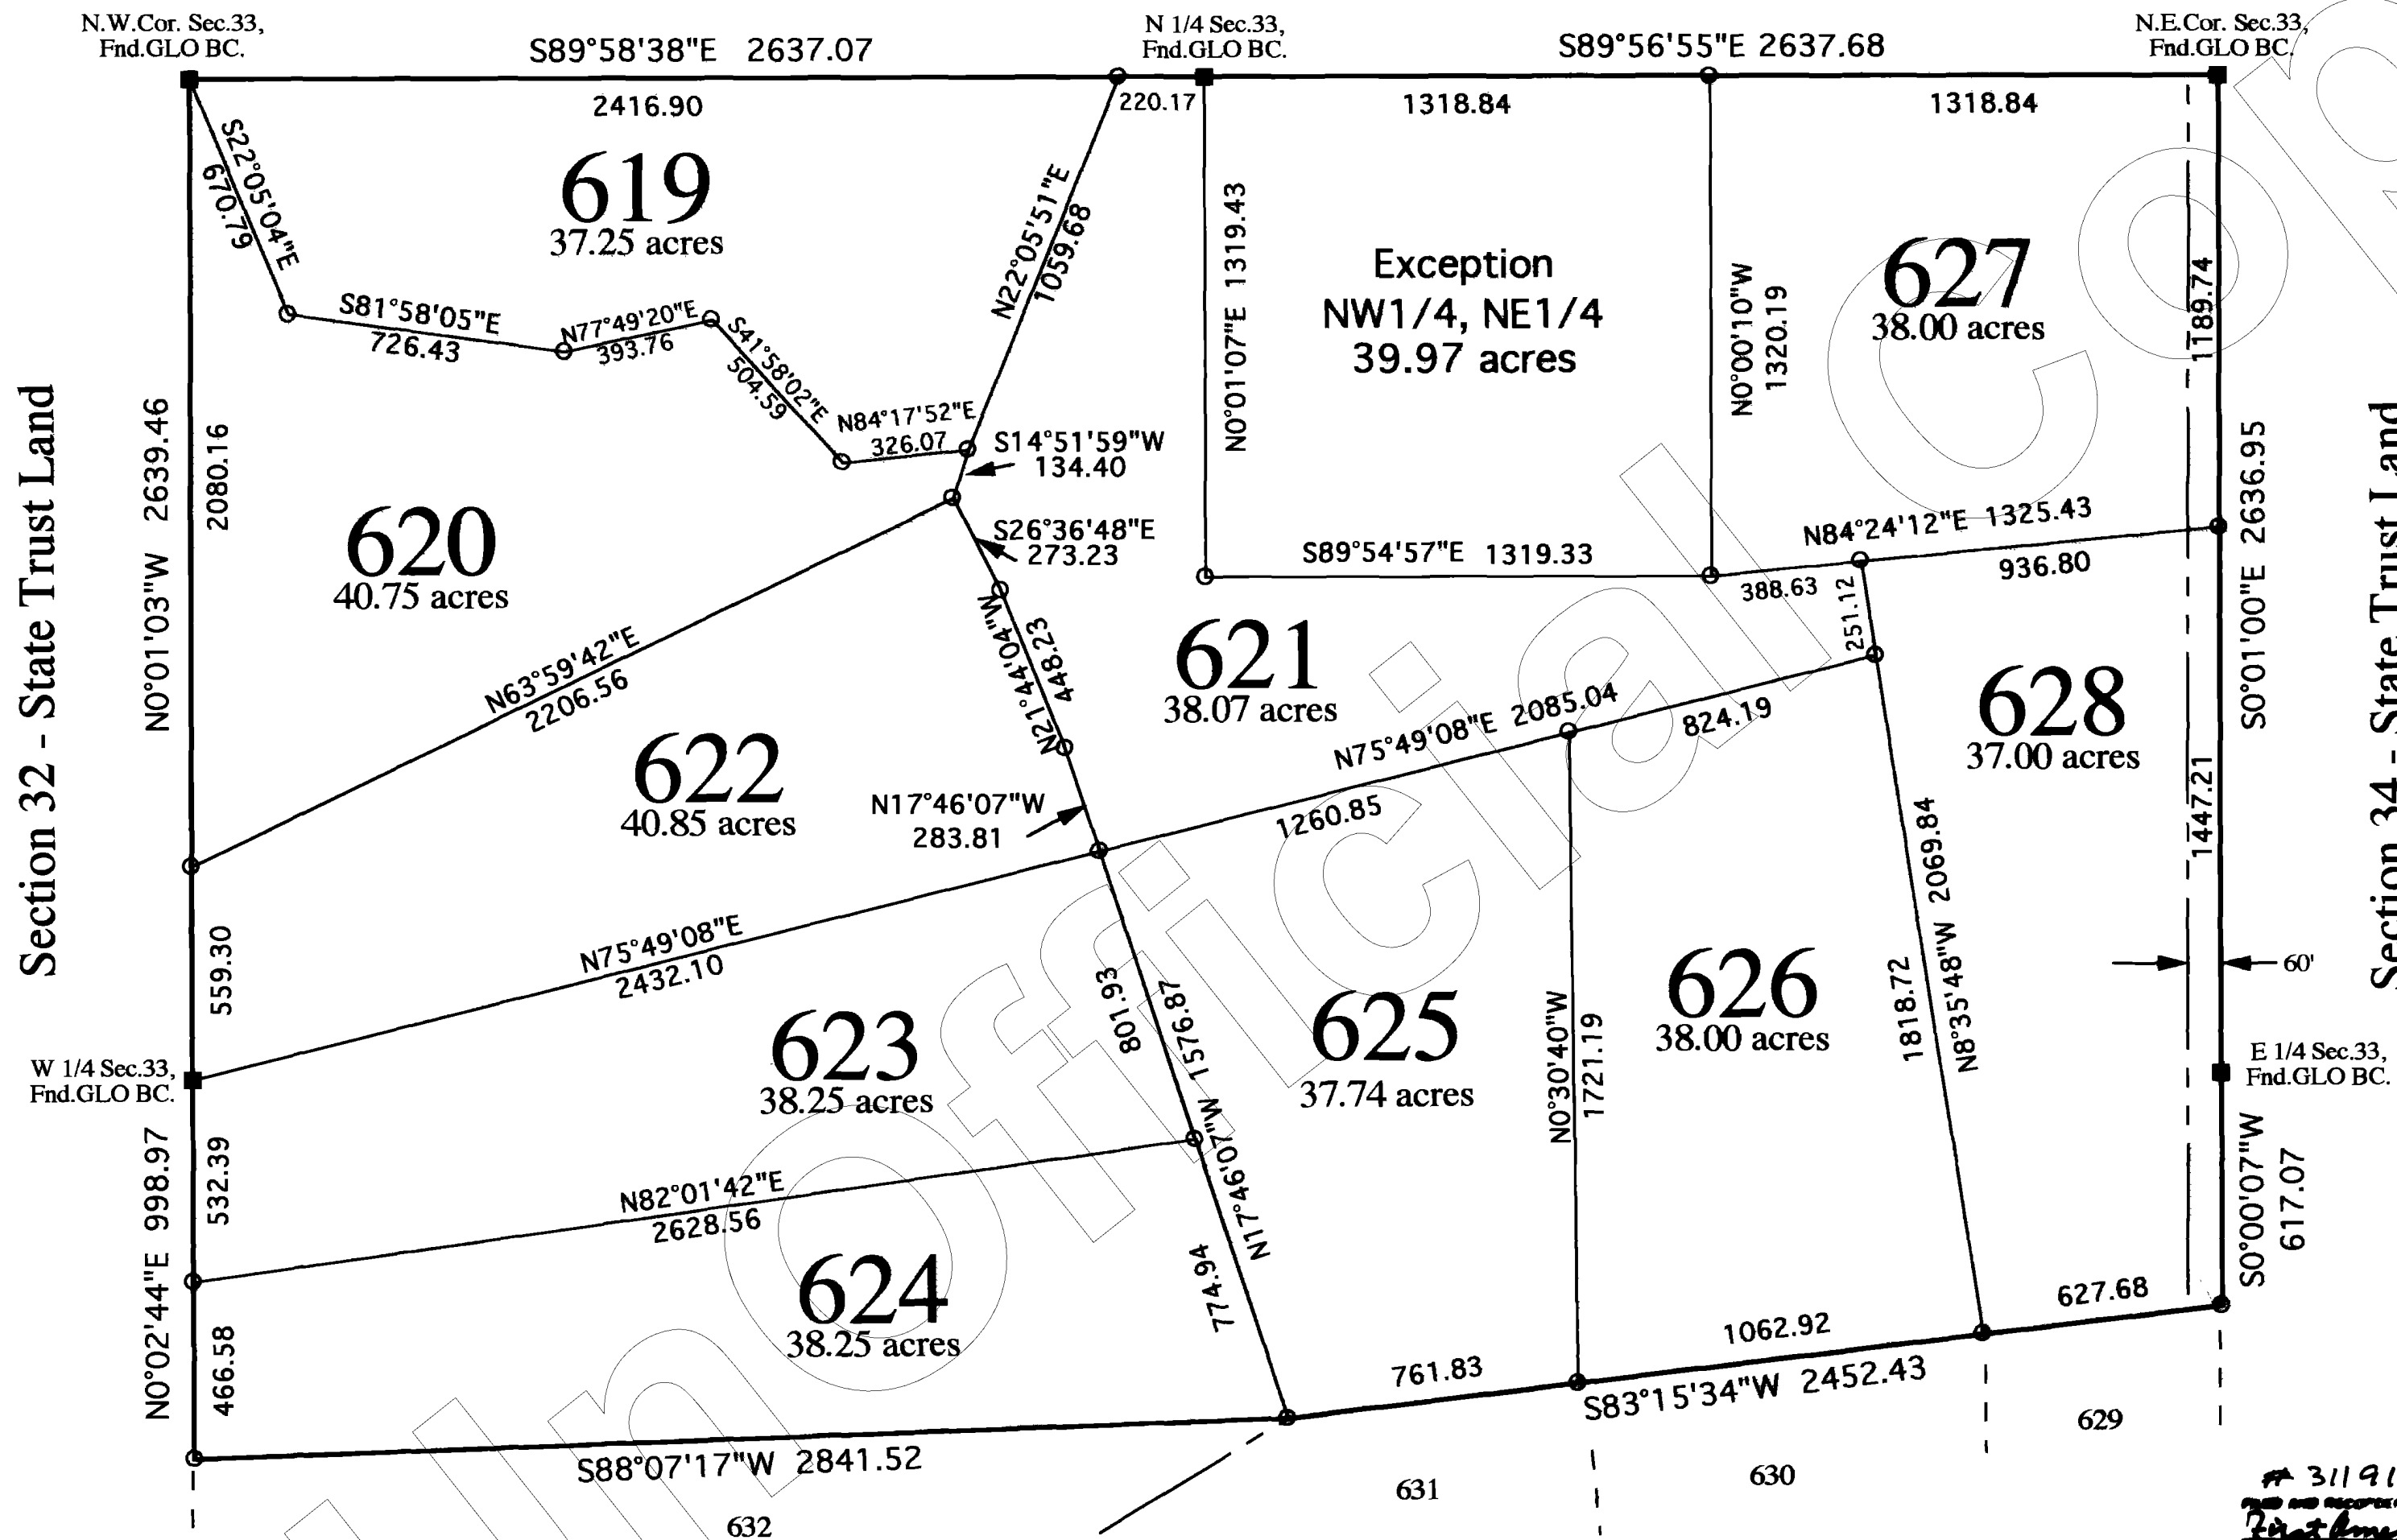 N.W.Cor. Sec.33,
Fnd.GLO BC.
S89°58'38"E 2637.07
N 1/4 Sec.33,
Fnd.GLO BC.
S89°56'55"E 2637.68
N.E.Cor. Sec.33,
Fnd.GLO BC.
2416.90
220.17
1318.84
1318.84
S22°05'04"E
670.79
619
37.25 acres
N22°05'51"E
1059.68
N0°01'07"E 1319.43
Exception
NW1/4, NE1/4
39.97 acres
N0°00'10"W
1320.19
627
38.00 acres
1189.74
S81°58'05"E
726.43
N77°49'20"E
393.76
S41°58'02"E
504.59
N84°17'52"E
326.07
S14°51'59"W
134.40
Section 32 - State Trust Land
N0°01'03"W 2639.46
2080.16
620
40.75 acres
S26°36'48"E
273.23
S89°54'57"E 1319.33
N84°24'12"E 1325.43
388.63
936.80
S0°01'00"E 2636.95
Section 34 - State Trust Land
N63°59'42"E
2206.56
N21°44'04"W
448.23
621
38.07 acres
251.12
628
37.00 acres
622
40.85 acres
N17°46'07"W
283.81
N75°49'08"E 2085.04
824.19
1260.85
1447.21
559.30
N75°49'08"E
2432.10
801.93
N17°46'07"W 1576.87
625
37.74 acres
N0°30'40"W
1721.19
626
38.00 acres
1818.72
N8°35'48"W 2069.84
60'
W 1/4 Sec.33,
Fnd.GLO BC.
623
38.25 acres
E 1/4 Sec.33,
Fnd.GLO BC.
N0°02'44"E 998.97
532.39
N82°01'42"E
2628.56
S0°00'07"W
617.07
624
38.25 acres
774.94
466.58
761.83
1062.92
627.68
S83°15'34"W 2452.43
S88°07'17"W 2841.52
629
630
631
632
# 31191
First Ame
Unofficial Cop